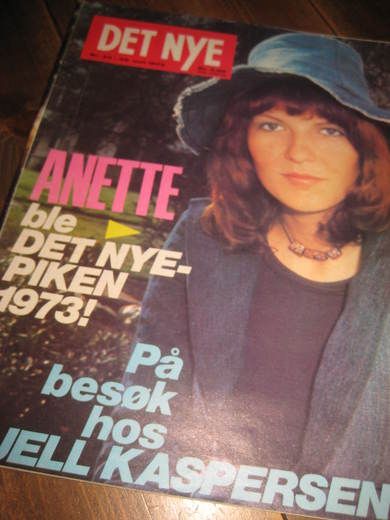 DET NYE
ANETTE
ble
DET NYE-
PIKEN
1973!
På
besøk
hos
JELL KASPERSEN